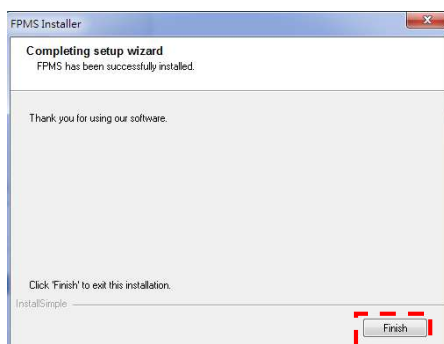 FPMS Installer
Completing setup wizard
FPMS has been successfully installed.
Thank you for using our software.
Click 'Finish' to exit this installation.
InstallSimple
Finish